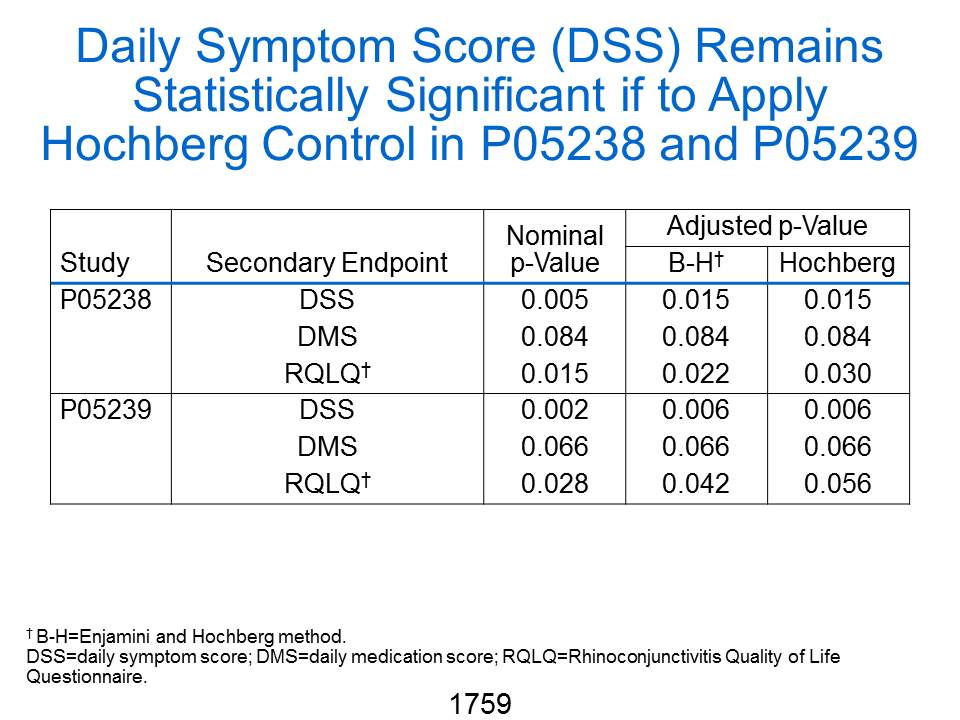 Daily Symptom Score (DSS) Remains
Statistically Significant if to Apply
Hochberg Control in P05238 and P05239
Study Secondary Endpoint Nominal p-Value Adjusted p-Value
B-H† Hochberg
P05238 DSS 0.005 0.015 0.015
DMS 0.084 0.084 0.084
RQLQ† 0.015 0.022 0.030
P05239 DSS 0.002 0.006 0.006
DMS 0.066 0.066 0.066
RQLQ† 0.028 0.042 0.056
† B-H=Enjamini and Hochberg method.
DSS=daily symptom score; DMS=daily medication score; RQLQ=Rhinoconjunctivitis Quality of Life
Questionnaire.
1759